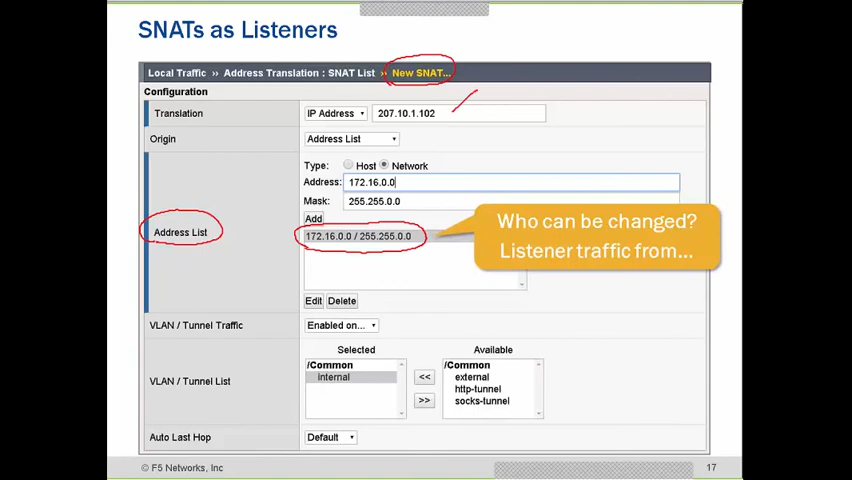 SNATs as Listeners
Local Traffic ›› Address Translation : SNAT List ›› New SNAT...
Configuration
Translation IP Address 207.10.1.102
Origin Address List
Type: Host Network
Address: 172.16.0.0
Mask: 255.255.0.0
Add
Address List 172.16.0.0 / 255.255.0.0
Who can be changed?
Listener traffic from...
Edit Delete
VLAN / Tunnel Traffic Enabled on...
Selected Available
/Common /Common
internal << external
VLAN / Tunnel List http-tunnel
>> socks-tunnel
Auto Last Hop Default
© F5 Networks, Inc 17